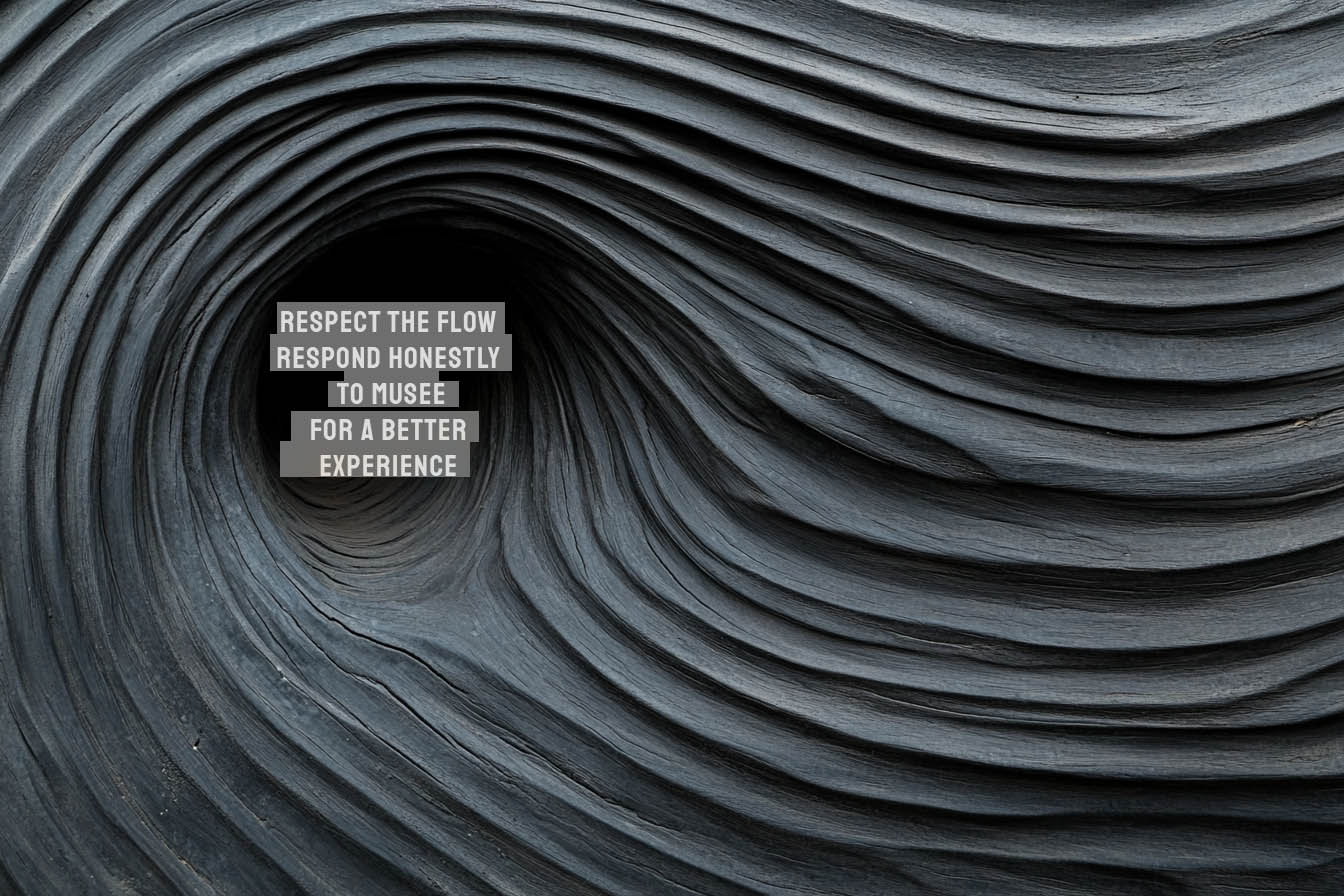 RESPECT THE FLOW
RESPOND HONESTLY
TO MUSEE
FOR A BETTER
EXPERIENCE